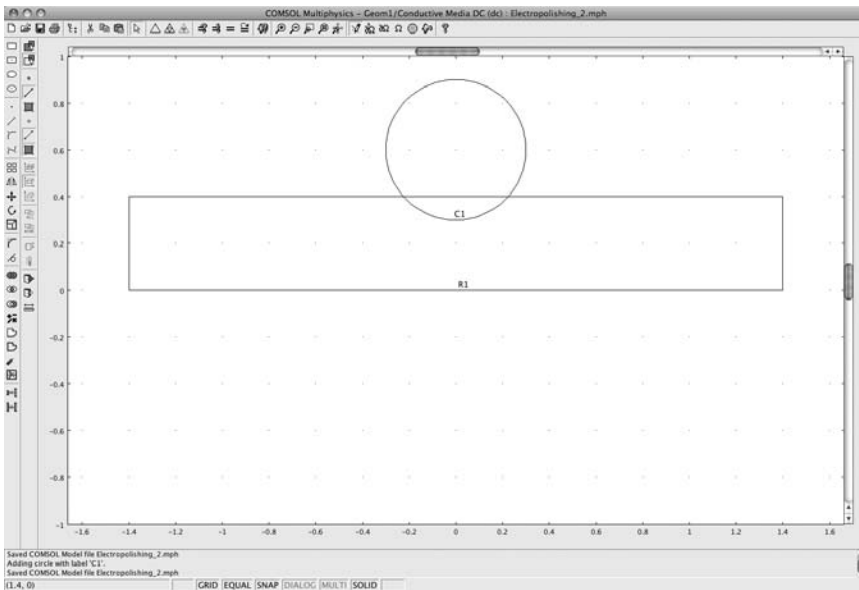 COMSOL Multiphysics – Geom1/Conductive Media DC (dc) : Electropolishing_2.mph
1
0.8
0.6
0.4
C1
0.2
R1
0
-0.2
-0.4
-0.6
-0.8
-1
-1.6 -1.4 -1.2 -1 -0.8 -0.6 -0.4 -0.2 0 0.2 0.4 0.6 0.8 1 1.2 1.4 1.6
Saved COMSOL Model file Electropolishing_2.mph
Adding circle with label 'C1'.
Saved COMSOL Model file Electropolishing_2.mph
(1.4, 0) GRID EQUAL SNAP DIALOG MULTI SOLID